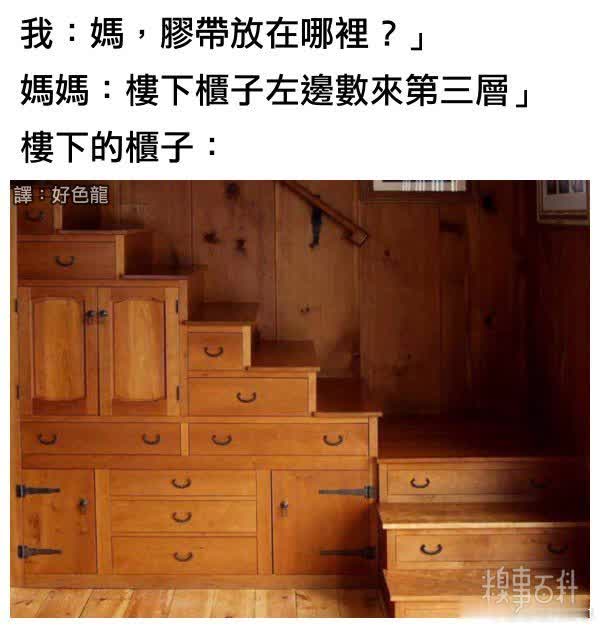 我：媽，膠帶放在哪裡？」
媽媽：樓下櫃子左邊數來第三層」
樓下的櫃子：
譯：好色龍
糗事百科